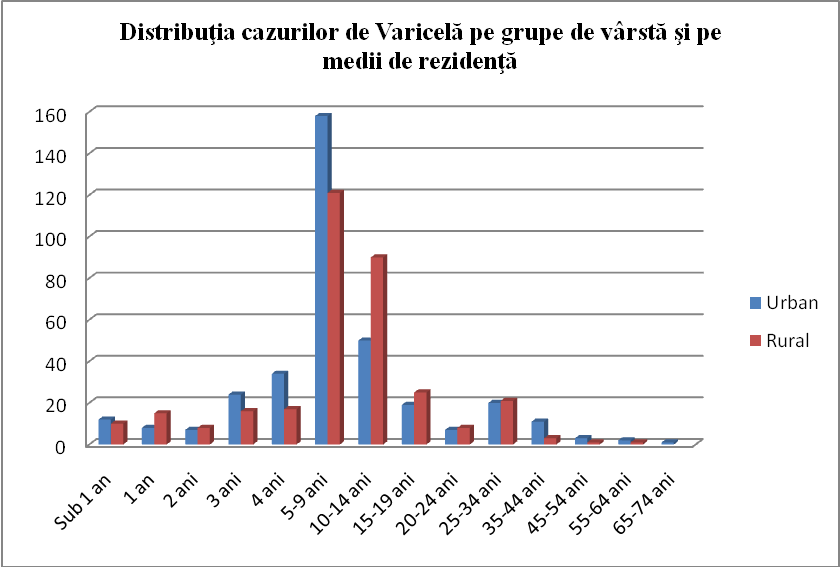 Distribuţia cazurilor de Varicelă pe grupe de vârstă şi pe
medii de rezidenţă
160
140
120
100
80
60
40
20
0
Sub 1 an
1 an
2 ani
3 ani
4 ani
5-9 ani
10-14 ani
15-19 ani
20-24 ani
25-34 ani
35-44 ani
45-54 ani
55-64 ani
65-74 ani
Urban
Rural